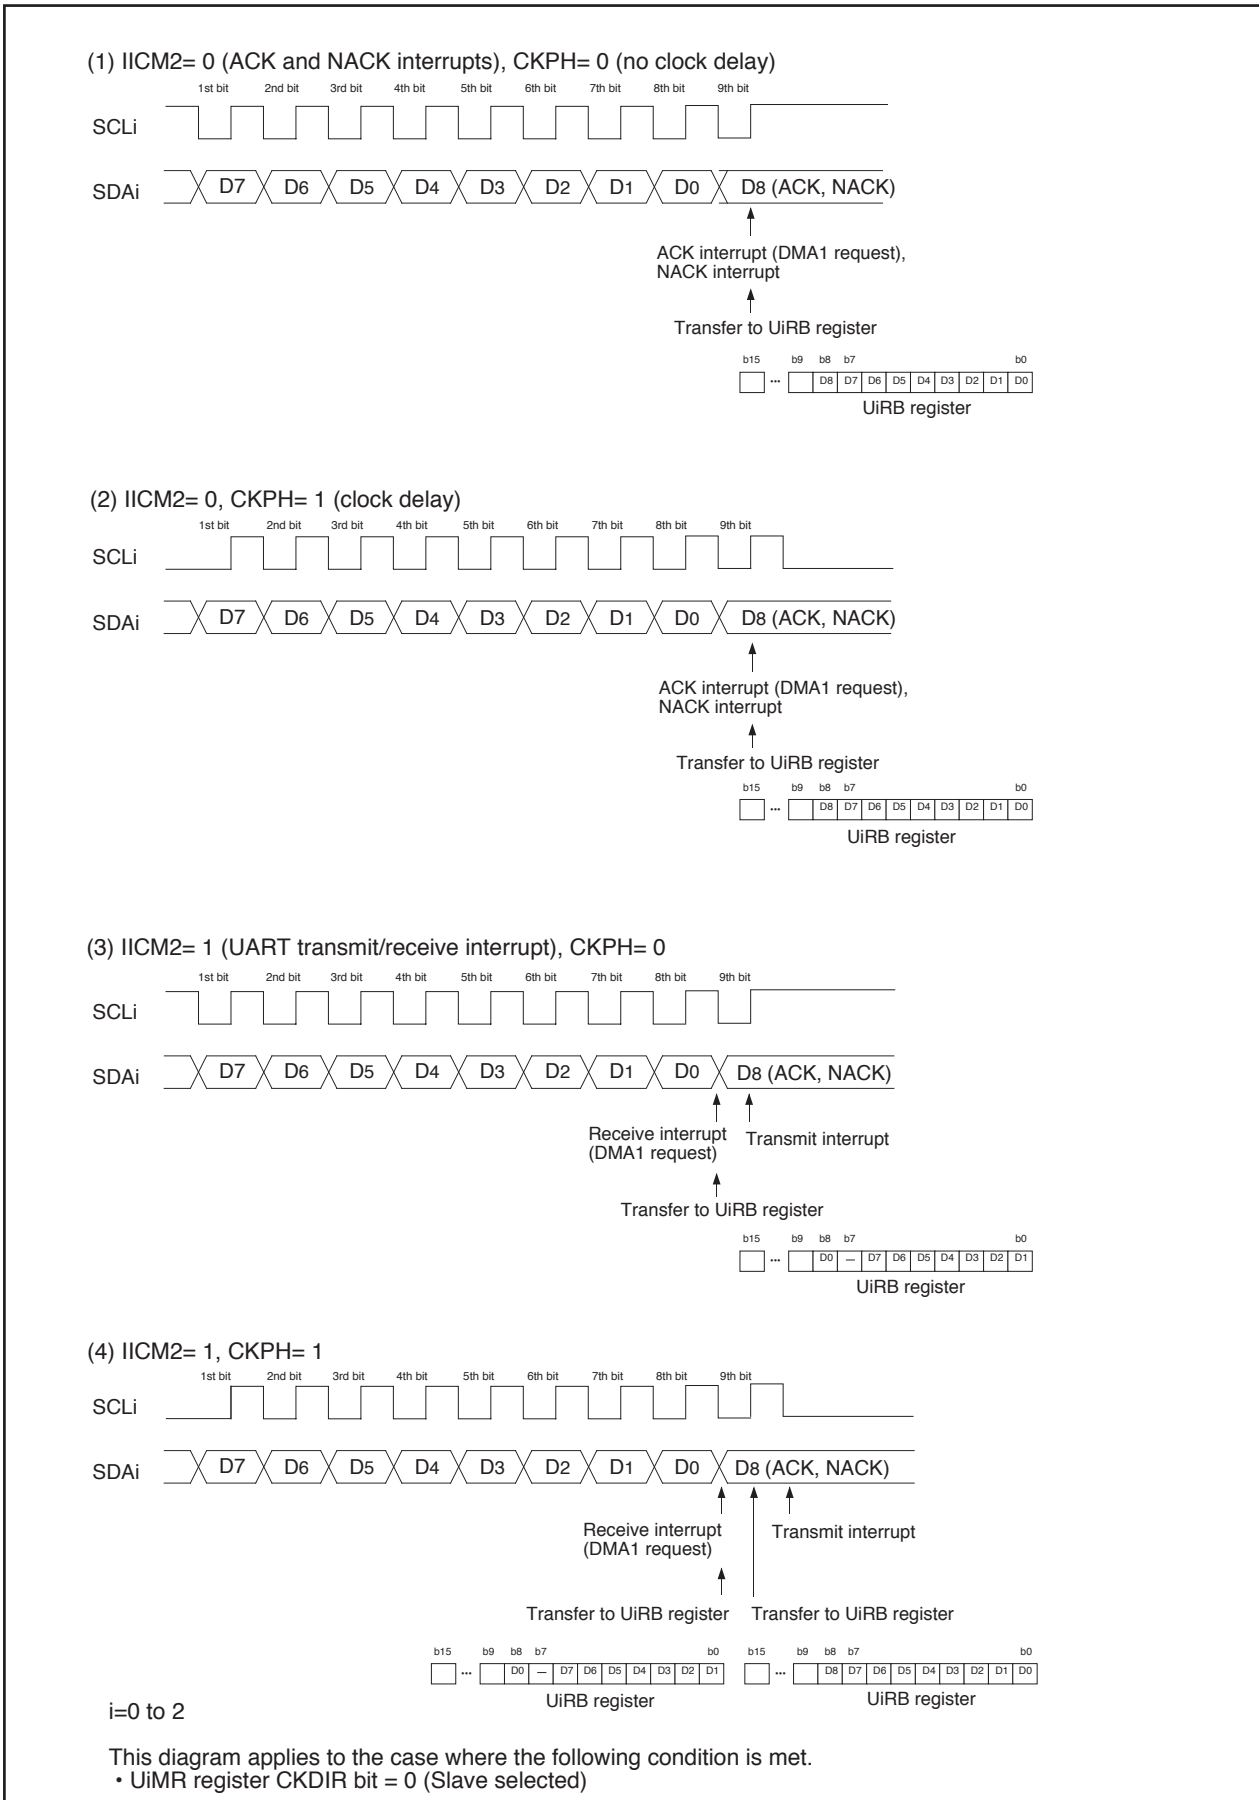 (1) IICM2= 0 (ACK and NACK interrupts), CKPH= 0 (no clock delay)
1st bit 2nd bit 3rd bit 4th bit 5th bit 6th bit 7th bit 8th bit 9th bit
SCLi
SDAi D7 D6 D5 D4 D3 D2 D1 D0 D8 (ACK, NACK)
ACK interrupt (DMA1 request),
NACK interrupt
Transfer to UiRB register
b15 b9 b8 b7 b0
... D8 D7 D6 D5 D4 D3 D2 D1 D0
UiRB register
(2) IICM2= 0, CKPH= 1 (clock delay)
1st bit 2nd bit 3rd bit 4th bit 5th bit 6th bit 7th bit 8th bit 9th bit
SCLi
SDAi D7 D6 D5 D4 D3 D2 D1 D0 D8 (ACK, NACK)
ACK interrupt (DMA1 request),
NACK interrupt
Transfer to UiRB register
b15 b9 b8 b7 b0
... D8 D7 D6 D5 D4 D3 D2 D1 D0
UiRB register
(3) IICM2= 1 (UART transmit/receive interrupt), CKPH= 0
1st bit 2nd bit 3rd bit 4th bit 5th bit 6th bit 7th bit 8th bit 9th bit
SCLi
SDAi D7 D6 D5 D4 D3 D2 D1 D0 D8 (ACK, NACK)
Receive interrupt Transmit interrupt
(DMA1 request)
Transfer to UiRB register
b15 b9 b8 b7 b0
... D0 — D7 D6 D5 D4 D3 D2 D1
UiRB register
(4) IICM2= 1, CKPH= 1
1st bit 2nd bit 3rd bit 4th bit 5th bit 6th bit 7th bit 8th bit 9th bit
SCLi
SDAi D7 D6 D5 D4 D3 D2 D1 D0 D8 (ACK, NACK)
Receive interrupt Transmit interrupt
(DMA1 request)
Transfer to UiRB register Transfer to UiRB register
b15 b9 b8 b7 b0 b15 b9 b8 b7 b0
... D0 — D7 D6 D5 D4 D3 D2 D1 ... D8 D7 D6 D5 D4 D3 D2 D1 D0
UiRB register UiRB register
i=0 to 2
This diagram applies to the case where the following condition is met.
• UiMR register CKDIR bit = 0 (Slave selected)